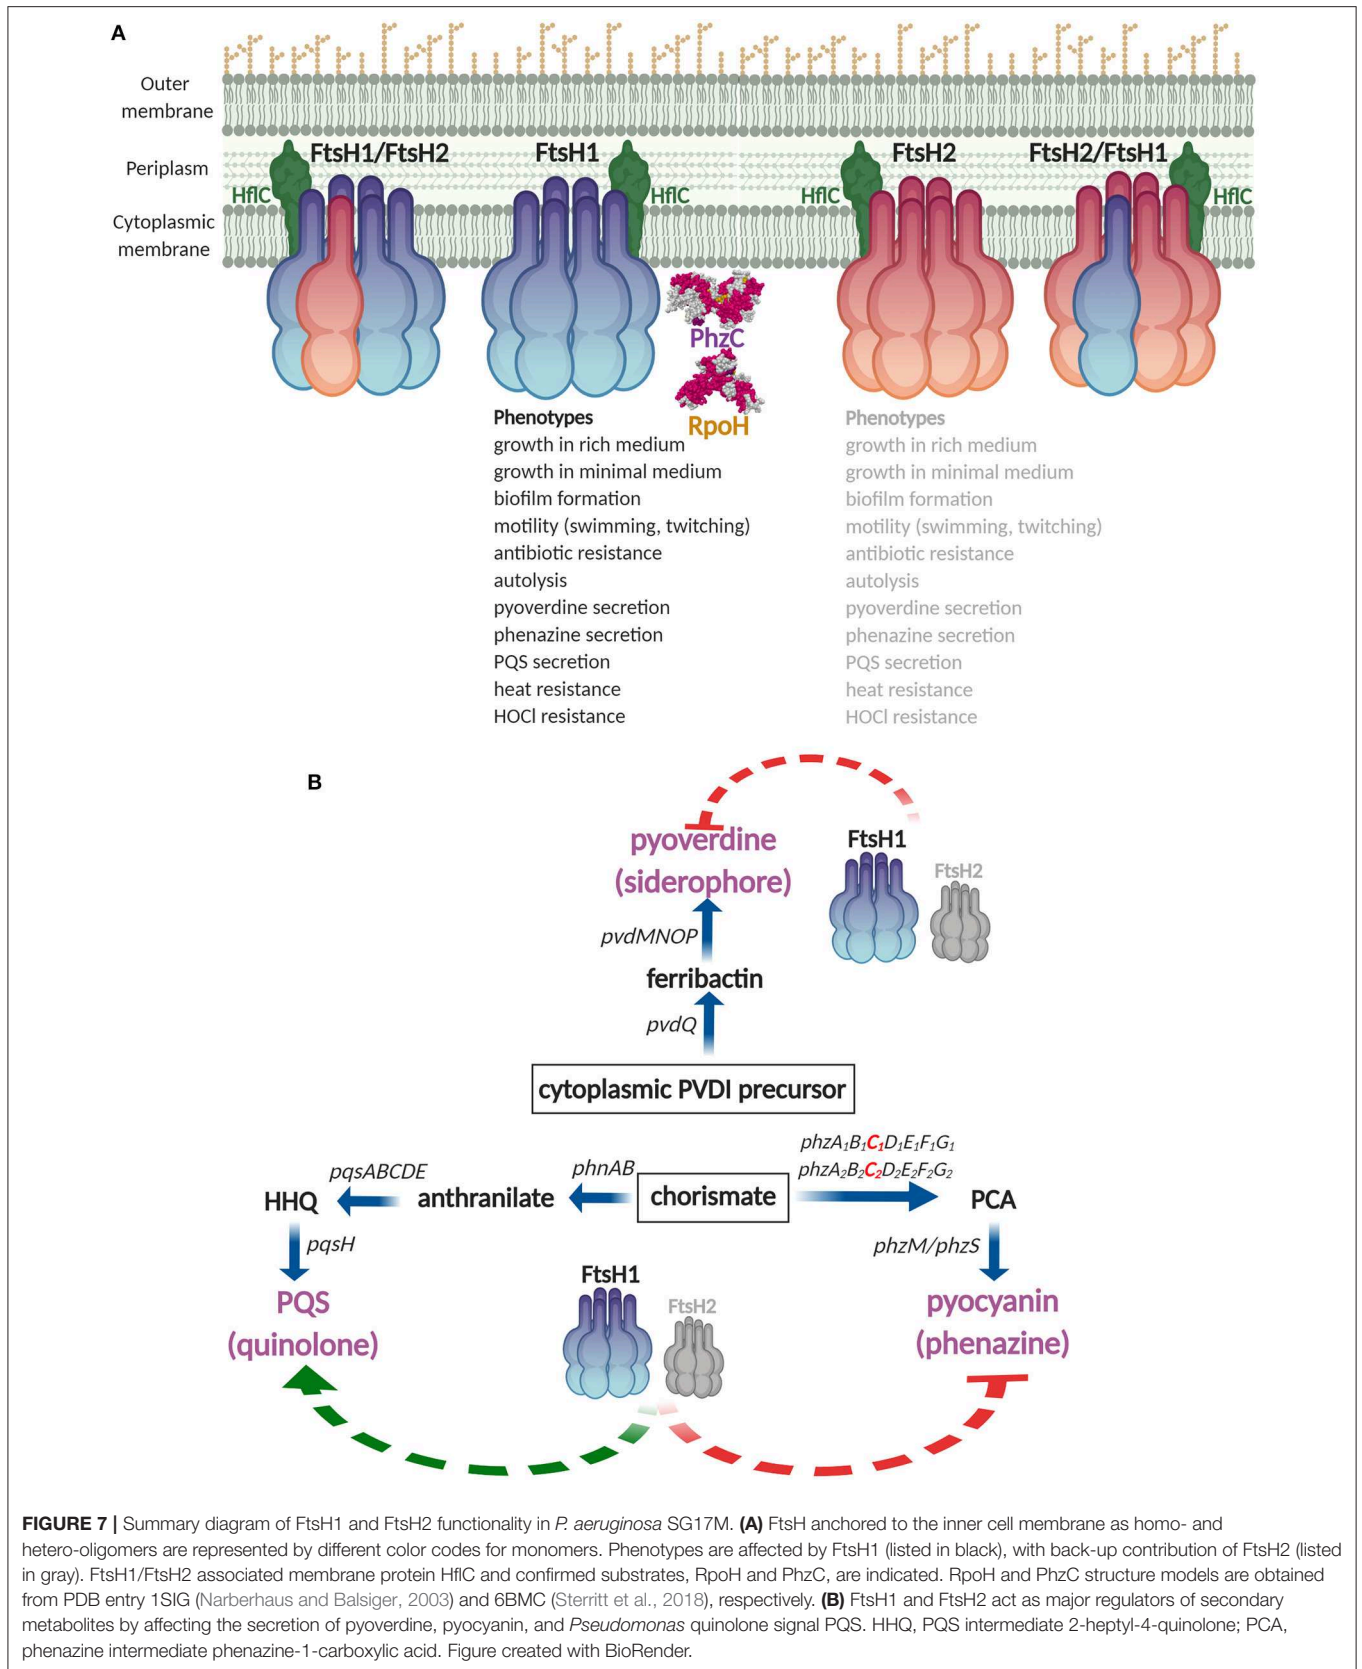 A
Outer
membrane
Periplasm
Cytoplasmic
membrane
FtsH1/FtsH2
FtsH1
FtsH2
FtsH2/FtsH1
HflC
HflC
HflC
HflC
PhzC
RpoH
Phenotypes
growth in rich medium
growth in minimal medium
biofilm formation
motility (swimming, twitching)
antibiotic resistance
autolysis
pyoverdine secretion
phenazine secretion
PQS secretion
heat resistance
HOCl resistance
Phenotypes
growth in rich medium
growth in minimal medium
biofilm formation
motility (swimming, twitching)
antibiotic resistance
autolysis
pyoverdine secretion
phenazine secretion
PQS secretion
heat resistance
HOCl resistance
B
pyoverdine
(siderophore)
FtsH1
FtsH2
pvdMNOP
ferribactin
pvdQ
cytoplasmic PVDI precursor
phzA₁B₁C₁D₁E₁F₁G₁
phzA₂B₂C₂D₂E₂F₂G₂
pqsABCDE
phnAB
HHQ
anthranilate
chorismate
PCA
pqsH
phzM/phzS
FtsH1
FtsH2
PQS
(quinolone)
pyocyanin
(phenazine)
FIGURE 7 | Summary diagram of FtsH1 and FtsH2 functionality in P. aeruginosa SG17M. (A) FtsH anchored to the inner cell membrane as homo- and
hetero-oligomers are represented by different color codes for monomers. Phenotypes are affected by FtsH1 (listed in black), with back-up contribution of FtsH2 (listed
in gray). FtsH1/FtsH2 associated membrane protein HflC and confirmed substrates, RpoH and PhzC, are indicated. RpoH and PhzC structure models are obtained
from PDB entry 1SIG (Narberhaus and Balsiger, 2003) and 6BMC (Sterritt et al., 2018), respectively. (B) FtsH1 and FtsH2 act as major regulators of secondary
metabolites by affecting the secretion of pyoverdine, pyocyanin, and Pseudomonas quinolone signal PQS. HHQ, PQS intermediate 2-heptyl-4-quinolone; PCA,
phenazine intermediate phenazine-1-carboxylic acid. Figure created with BioRender.